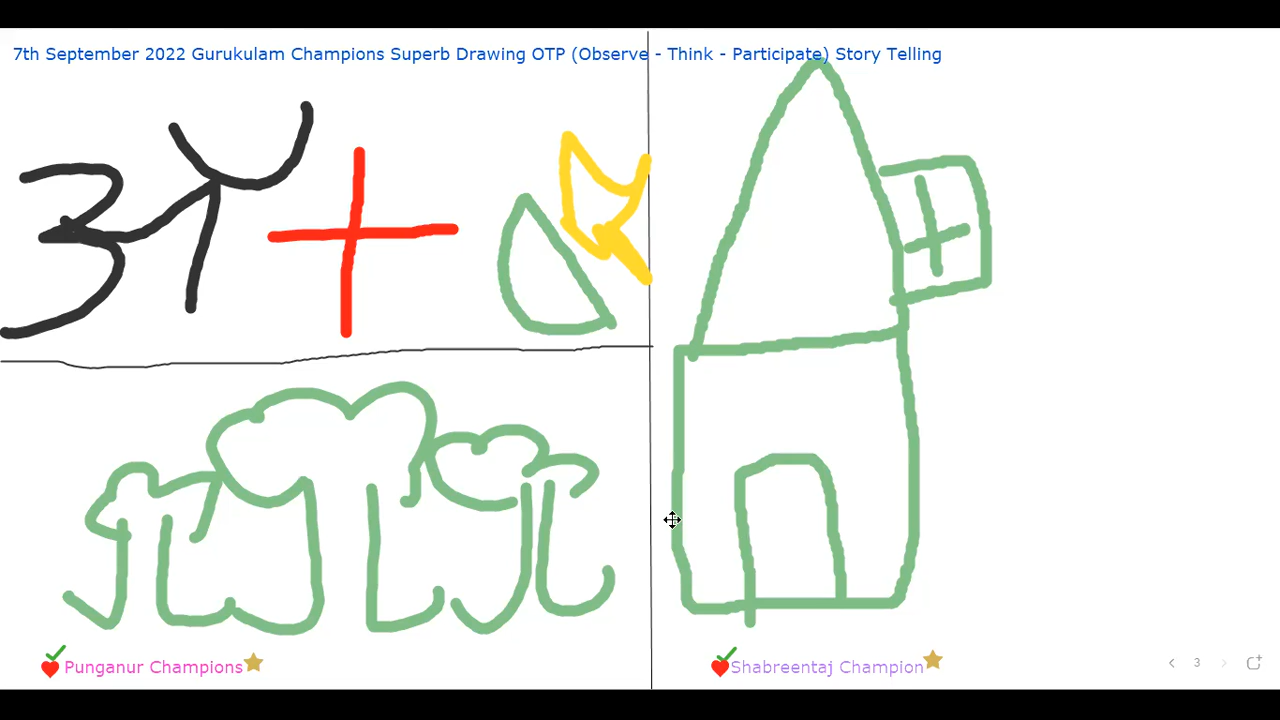 7th September 2022 Gurukulam Champions Superb Drawing OTP (Observe - Think - Participate) Story Telling
Punganur Champions
Shabreentaj Champion
3